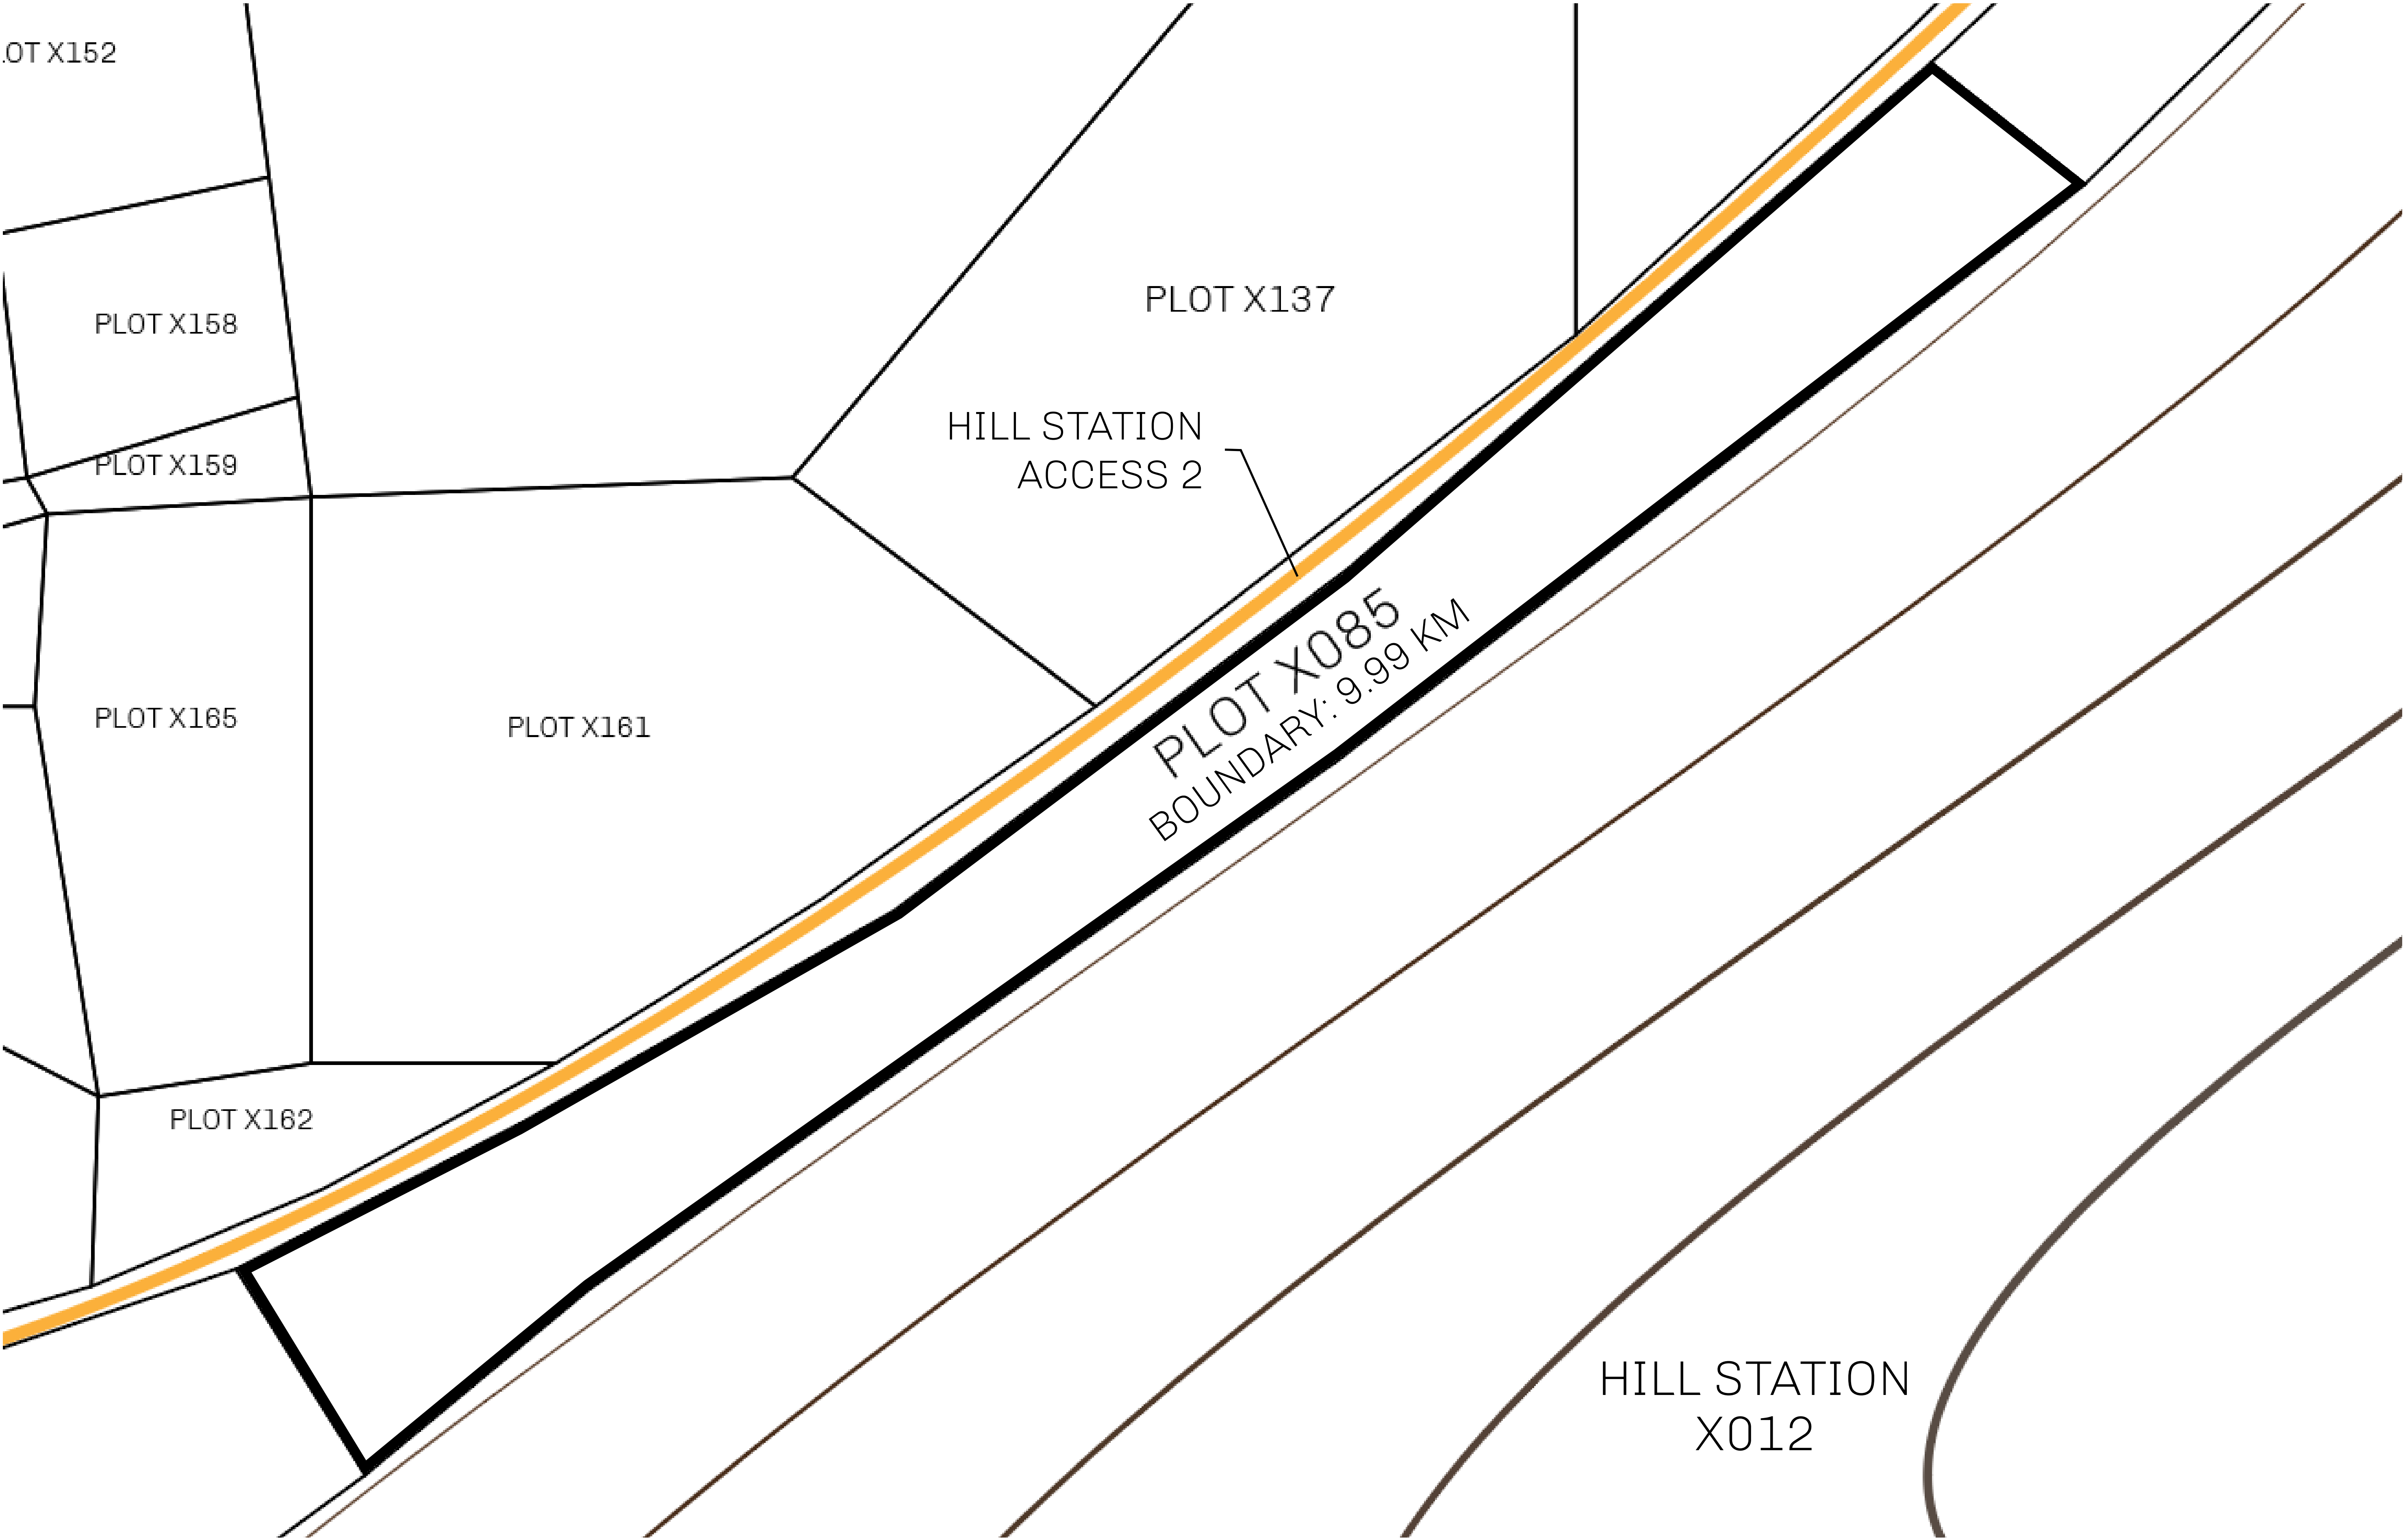 OT X152
PLOT X158
PLOT X137
HILL STATION
ACCESS 2
PLOT X159
PLOT X085
BOUNDARY: 9.99 KM
PLOT X165
PLOT X161
PLOT X162
HILL STATION
X012